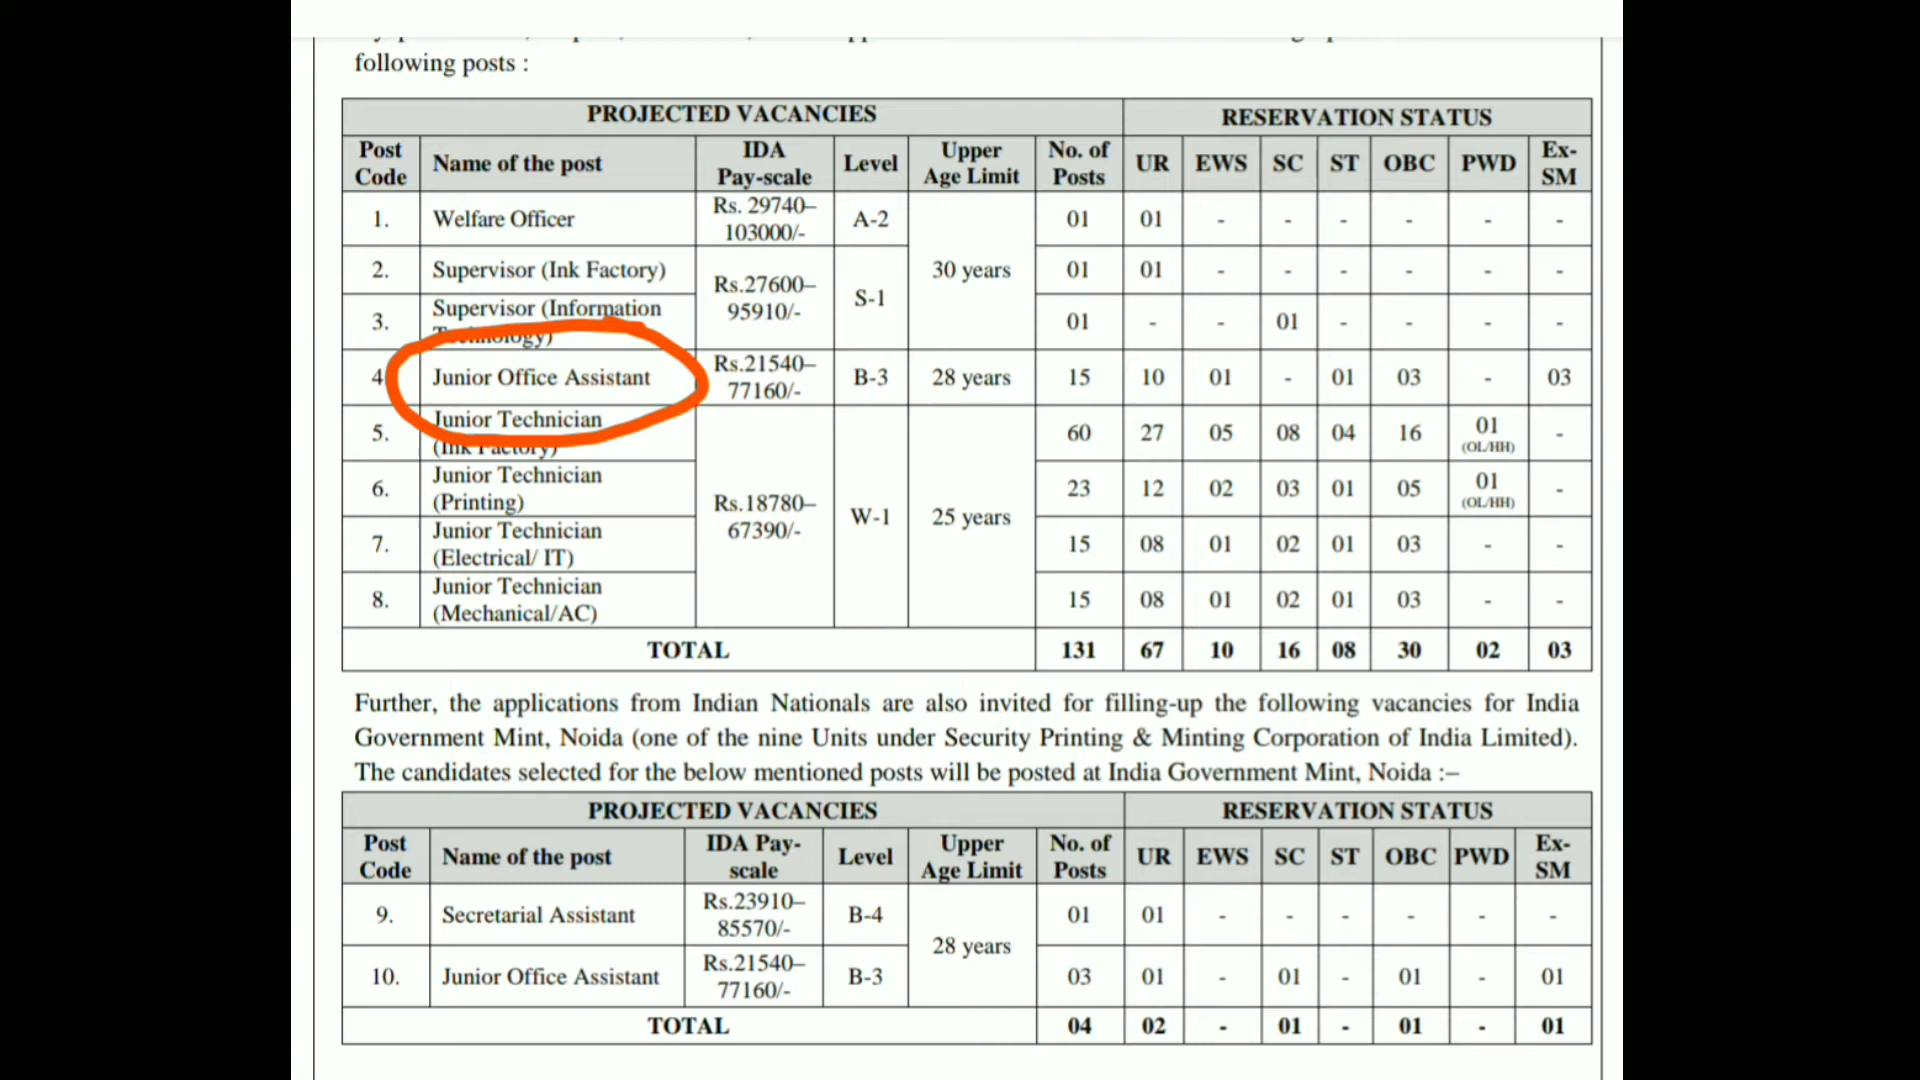 following posts :
PROJECTED VACANCIES RESERVATION STATUS
Post Code Name of the post IDA Pay-scale Level Upper Age Limit No. of Posts UR EWS SC ST OBC PWD Ex-SM
1. Welfare Officer Rs. 29740–103000/- A-2 30 years 01 01 - - - - - -
2. Supervisor (Ink Factory) Rs.27600–95910/- S-1 01 01 - - - - - -
3. Supervisor (Information Technology) 01 - - 01 - - - -
4 Junior Office Assistant Rs.21540–77160/- B-3 28 years 15 10 01 - 01 03 - 03
5. Junior Technician (Ink Factory) Rs.18780–67390/- W-1 25 years 60 27 05 08 04 16 01 (OL/HH) -
6. Junior Technician (Printing) 23 12 02 03 01 05 01 (OL/HH) -
7. Junior Technician (Electrical/ IT) 15 08 01 02 01 03 - -
8. Junior Technician (Mechanical/AC) 15 08 01 02 01 03 - -
TOTAL 131 67 10 16 08 30 02 03
Further, the applications from Indian Nationals are also invited for filling-up the following vacancies for India
Government Mint, Noida (one of the nine Units under Security Printing & Minting Corporation of India Limited).
The candidates selected for the below mentioned posts will be posted at India Government Mint, Noida :–
PROJECTED VACANCIES RESERVATION STATUS
Post Code Name of the post IDA Pay-scale Level Upper Age Limit No. of Posts UR EWS SC ST OBC PWD Ex-SM
9. Secretarial Assistant Rs.23910–85570/- B-4 28 years 01 01 - - - - - -
10. Junior Office Assistant Rs.21540–77160/- B-3 03 01 - 01 - 01 - 01
TOTAL 04 02 - 01 - 01 - 01